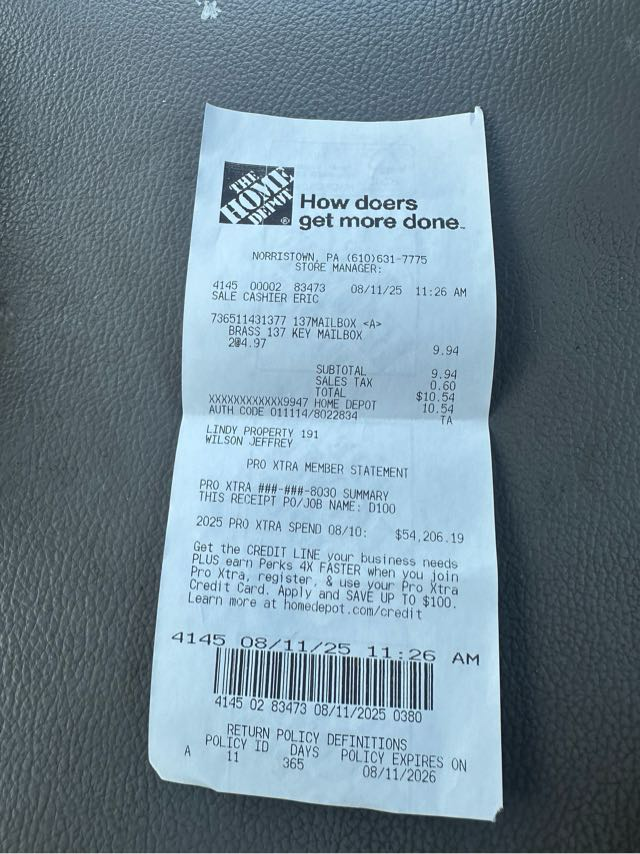 THE
HOME
DEPOT
®
How doers
get more done™
NORRISTOWN, PA (610)631-7775
STORE MANAGER:
4145 00002 83473 08/11/25 11:26 AM
SALE CASHIER ERIC
736511431377 137MAILBOX <A>
BRASS 137 KEY MAILBOX
2@4.97 9.94
SUBTOTAL 9.94
SALES TAX 0.60
TOTAL $10.54
XXXXXXXXXXXX9947 HOME DEPOT 10.54
AUTH CODE 011114/8022834 TA
LINDY PROPERTY 191
WILSON JEFFREY
PRO XTRA MEMBER STATEMENT
PRO XTRA ###-###-8030 SUMMARY
THIS RECEIPT PO/JOB NAME: D100
2025 PRO XTRA SPEND 08/10: $54,206.19
Get the CREDIT LINE your business needs
PLUS earn Perks 4X FASTER when you join
Pro Xtra, register, & use your Pro Xtra
Credit Card. Apply and SAVE UP TO $100.
Learn more at homedepot.com/credit
4145 08/11/25 11:26 AM
4145 02 83473 08/11/2025 0380
RETURN POLICY DEFINITIONS
POLICY ID DAYS POLICY EXPIRES ON
A 11 365 08/11/2026